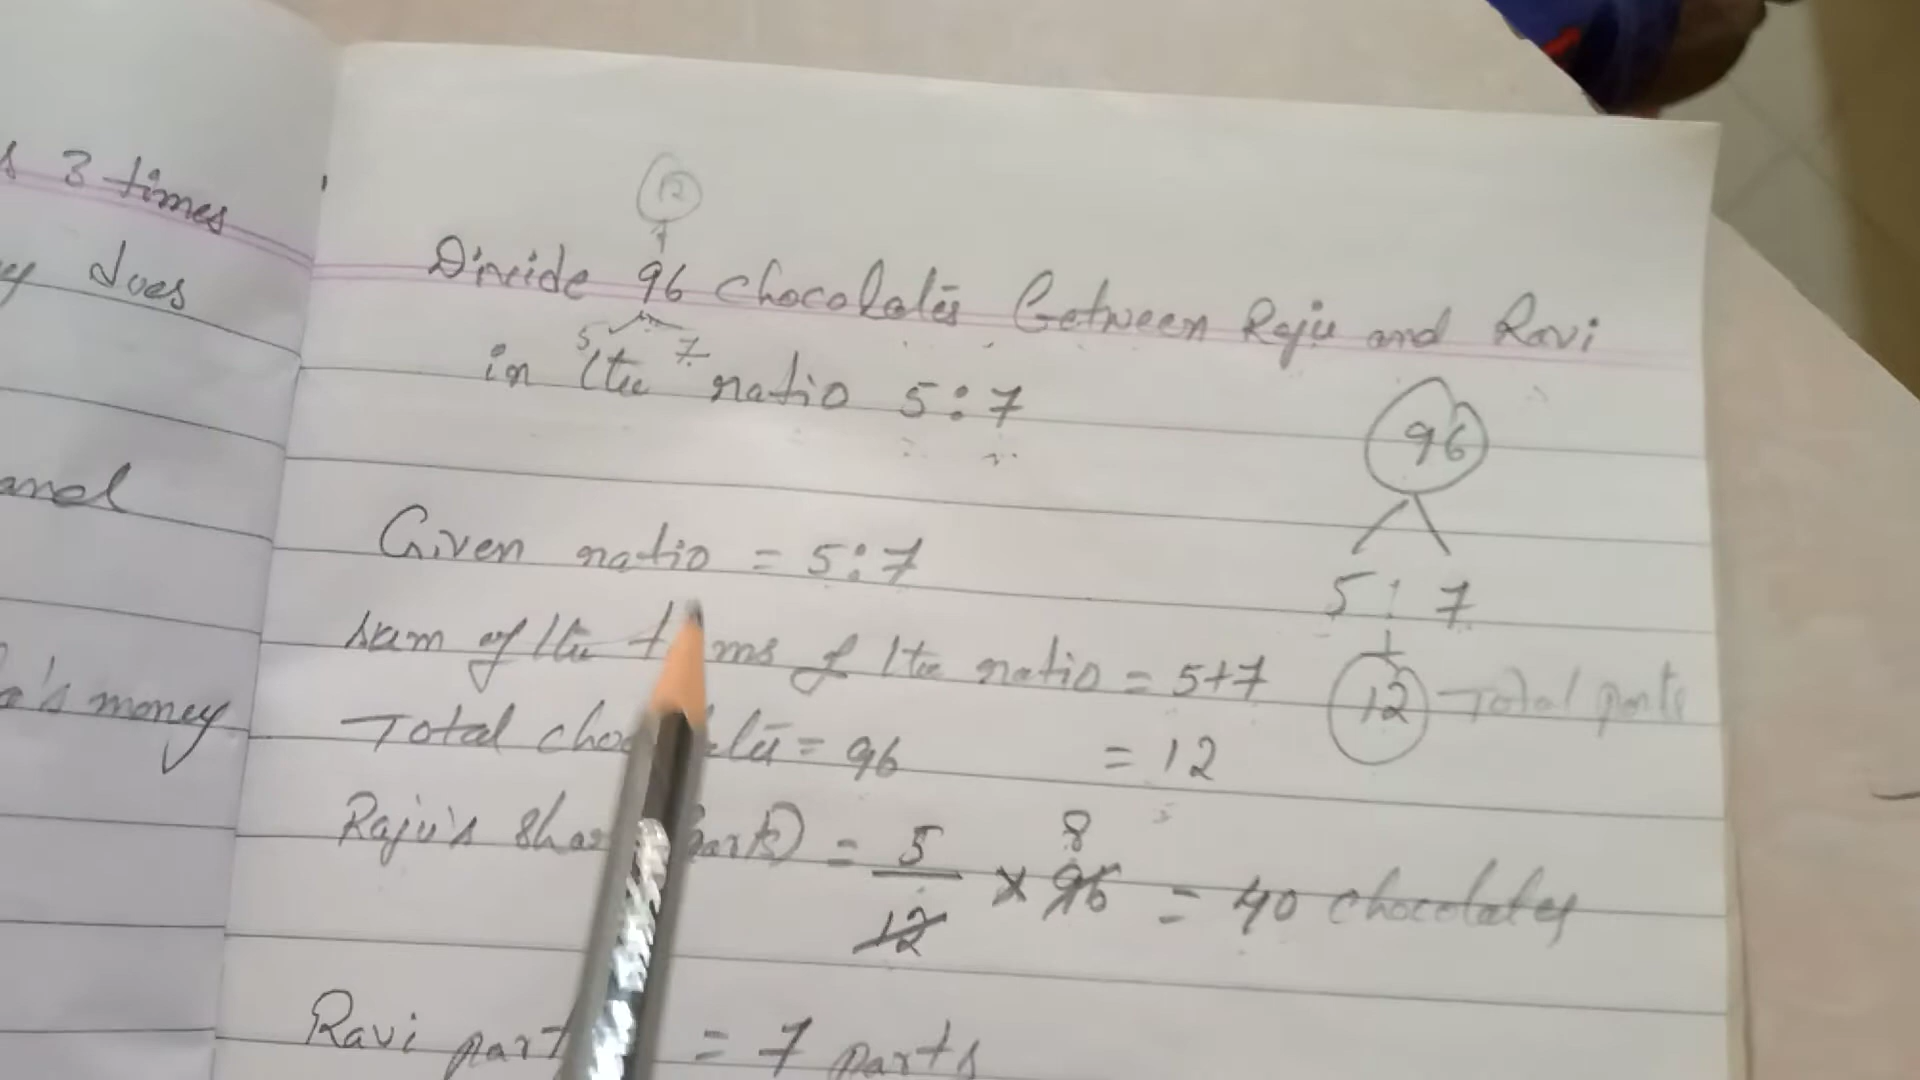 3 times
does
and
's money
12
Divide 96 chocolates between Raju and Ravi
5 7
in the ratio 5:7
96
5 : 7
12 Total parts
Given ratio = 5:7
sum of the terms of the ratio = 5+7
Total chocolates = 96 = 12
Raju's share (parts) = 5/12 × 96 8 = 40 chocolates
Ravi part = 7 parts